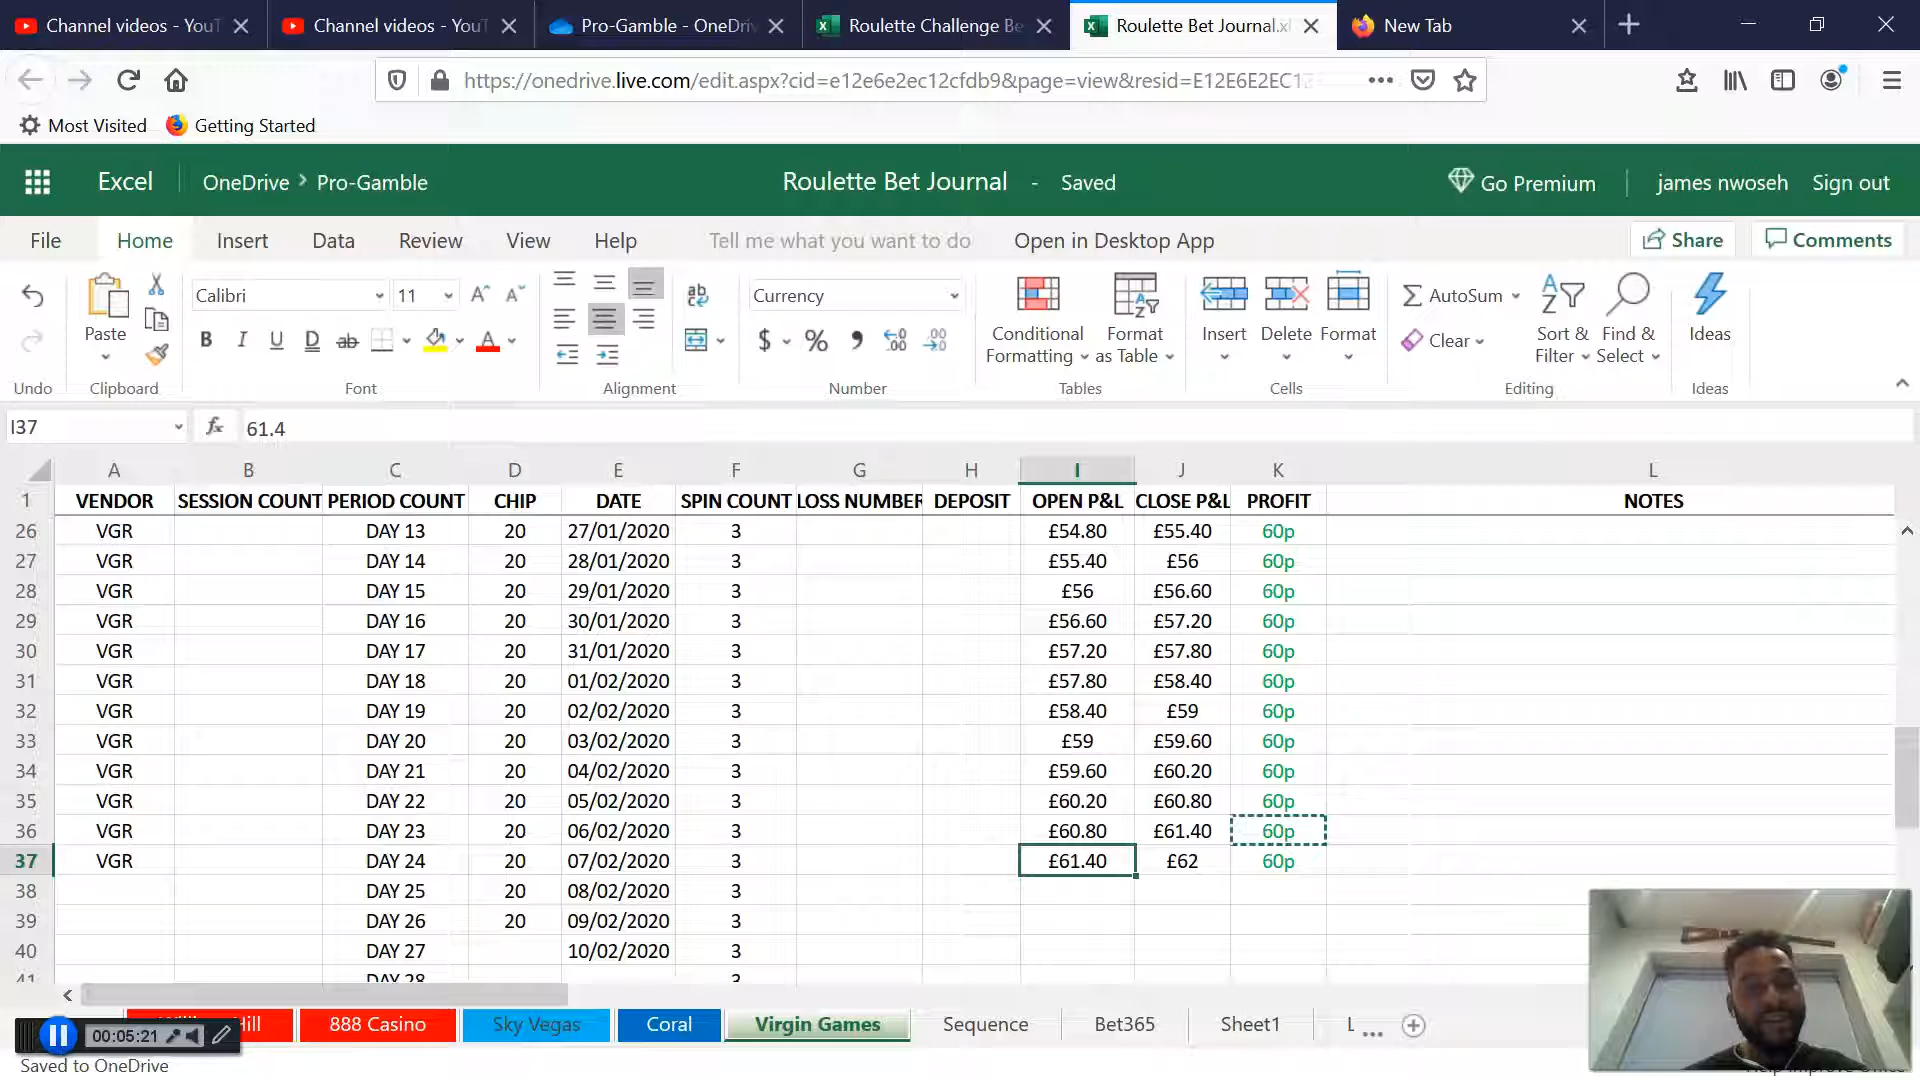 Channel videos - YouT
Channel videos - YouT
Pro-Gamble - OneDri
Roulette Challenge Be
Roulette Bet Journal.xl
New Tab
https://onedrive.live.com/edit.aspx?cid=e12e6e2ec12cfdb9&page=view&resid=E12E6E2EC12
Most Visited
Getting Started
Excel
OneDrive > Pro-Gamble
Roulette Bet Journal - Saved
Go Premium
james nwoseh
Sign out
File
Home
Insert
Data
Review
View
Help
Tell me what you want to do
Open in Desktop App
Share
Comments
Calibri
11
Currency
Paste
Conditional Formatting
Format as Table
Insert
Delete
Format
AutoSum
Clear
Sort & Filter
Find & Select
Ideas
Undo
Clipboard
Font
Alignment
Number
Tables
Cells
Editing
Ideas
I37
fx
61.4
A B C D E F G H I J K L
1 VENDOR SESSION COUNT PERIOD COUNT CHIP DATE SPIN COUNT LOSS NUMBER DEPOSIT OPEN P&L CLOSE P&L PROFIT NOTES
26 VGR DAY 13 20 27/01/2020 3 £54.80 £55.40 60p
27 VGR DAY 14 20 28/01/2020 3 £55.40 £56 60p
28 VGR DAY 15 20 29/01/2020 3 £56 £56.60 60p
29 VGR DAY 16 20 30/01/2020 3 £56.60 £57.20 60p
30 VGR DAY 17 20 31/01/2020 3 £57.20 £57.80 60p
31 VGR DAY 18 20 01/02/2020 3 £57.80 £58.40 60p
32 VGR DAY 19 20 02/02/2020 3 £58.40 £59 60p
33 VGR DAY 20 20 03/02/2020 3 £59 £59.60 60p
34 VGR DAY 21 20 04/02/2020 3 £59.60 £60.20 60p
35 VGR DAY 22 20 05/02/2020 3 £60.20 £60.80 60p
36 VGR DAY 23 20 06/02/2020 3 £60.80 £61.40 60p
37 VGR DAY 24 20 07/02/2020 3 £61.40 £62 60p
38 DAY 25 20 08/02/2020 3
39 DAY 26 20 09/02/2020 3
40 DAY 27 10/02/2020 3
41 DAY 28 3
Hill
888 Casino
Sky Vegas
Coral
Virgin Games
Sequence
Bet365
Sheet1
L ...
00:05:21
Saved to OneDrive